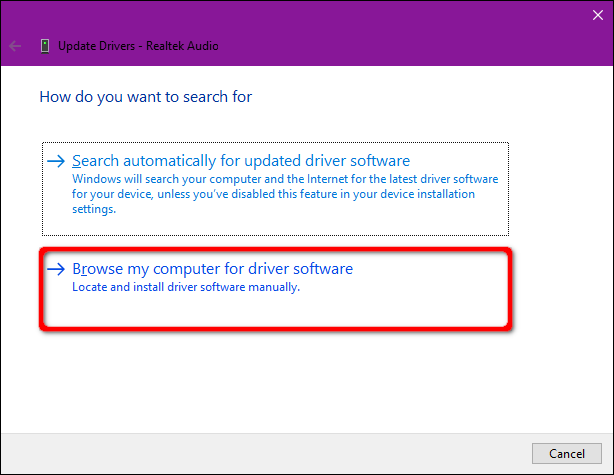 Update Drivers - Realtek Audio
How do you want to search for
Search automatically for updated driver software
Windows will search your computer and the Internet for the latest driver software
for your device, unless you've disabled this feature in your device installation
settings.
Browse my computer for driver software
Locate and install driver software manually.
Cancel